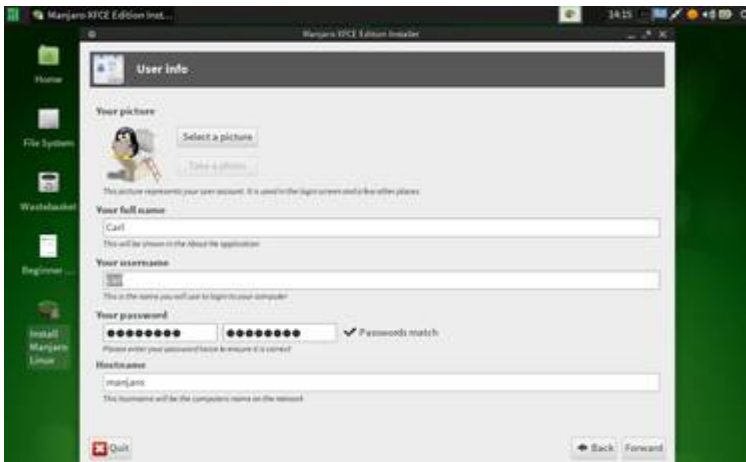 Manjaro XFCE Edition Inst...
14:15
Manjaro XFCE Edition Installer
Home
User info
Your picture
File System
Select a picture
Take a photo
This picture represents your user account. It is used in the login screen and a few other places
Wastebasket
Your full name
Carl
This will be shown in the About Me application
Your username
carl
This is the name you will use to login to your computer
Beginner ...
Your password
Passwords match
Please enter your password twice to ensure it is correct
Install
Manjaro
Linux
Hostname
manjaro
This hostname will be the computers name on the network
Quit
Back
Forward